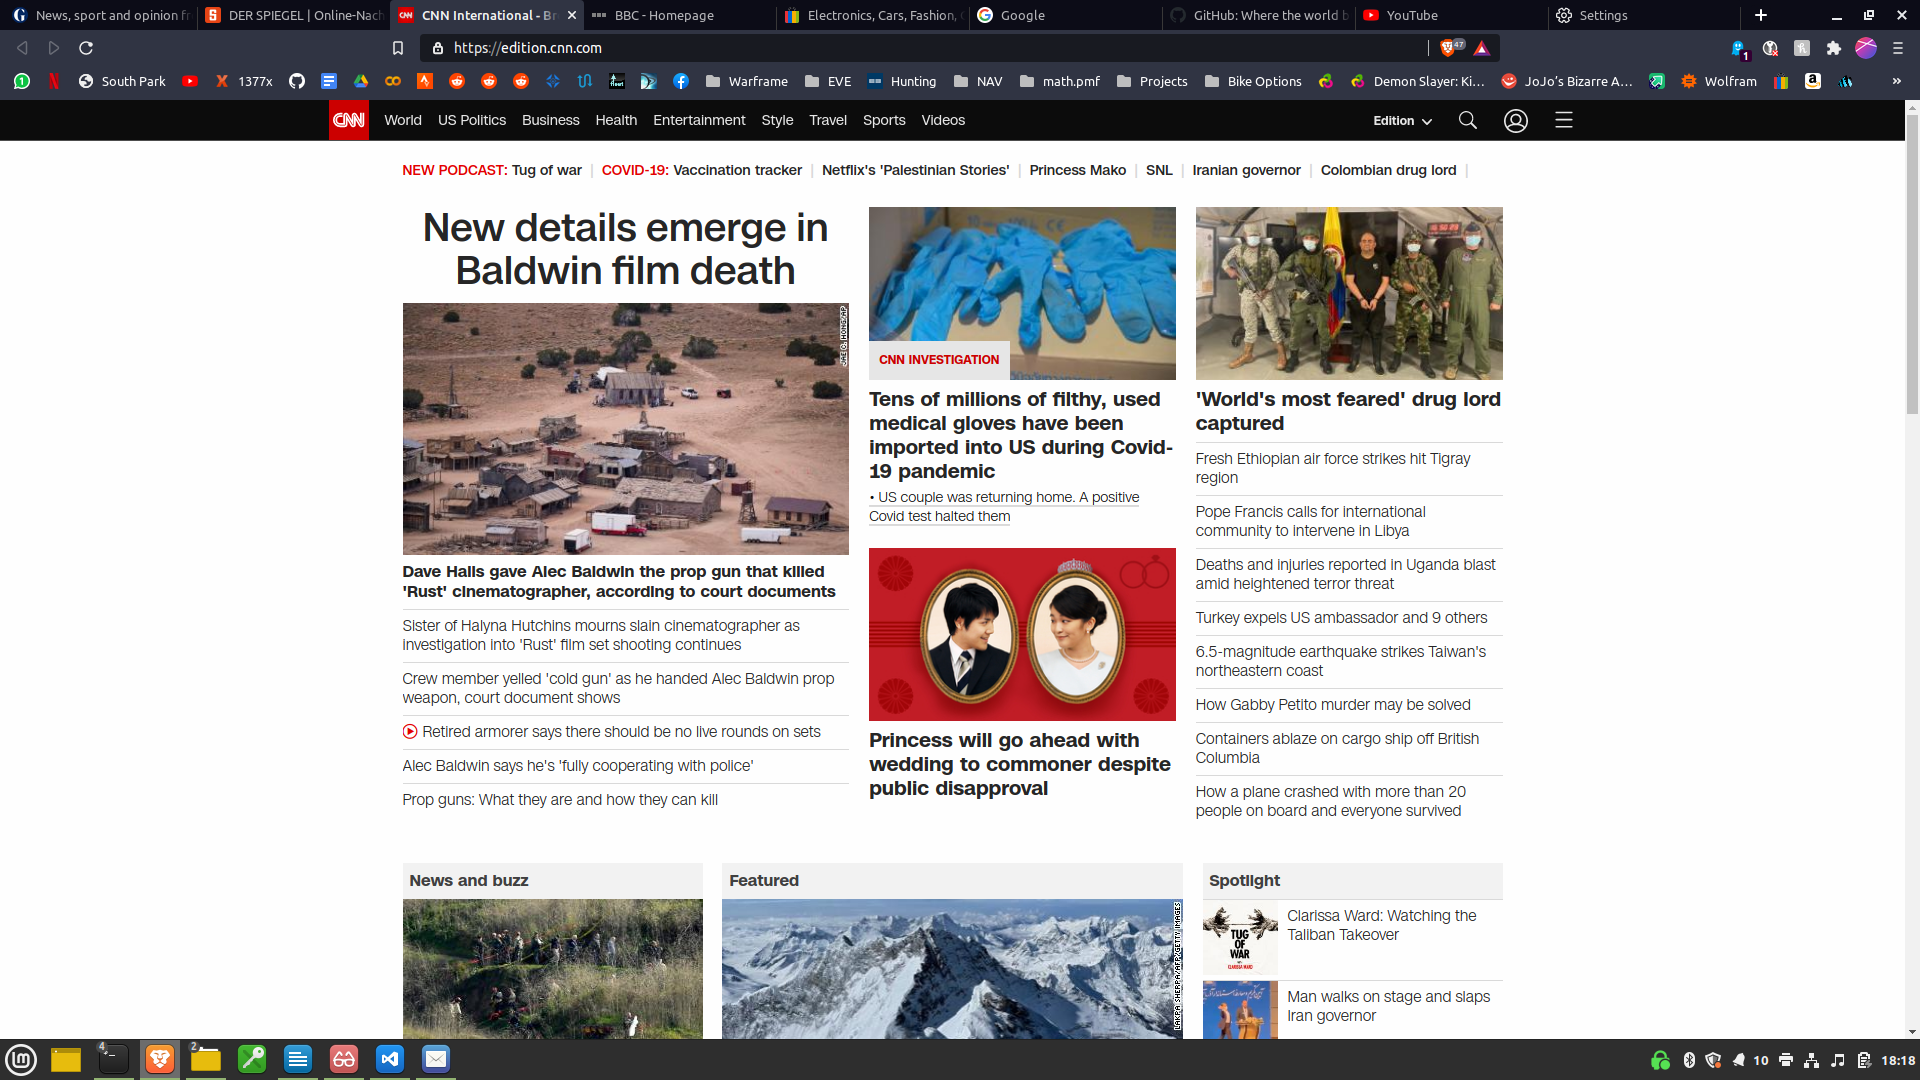 News, sport and opinion fr
DER SPIEGEL | Online-Nach
CNN International - Br
BBC - Homepage
Electronics, Cars, Fashion, C
Google
GitHub: Where the world b
YouTube
Settings
https://edition.cnn.com
47
1
South Park
1377x
Warframe
EVE
Hunting
NAV
math.pmf
Projects
Bike Options
Demon Slayer: Ki...
JoJo's Bizarre A...
Wolfram
CNN
World
US Politics
Business
Health
Entertainment
Style
Travel
Sports
Videos
Edition
NEW PODCAST: Tug of war
COVID-19: Vaccination tracker
Netflix's 'Palestinian Stories'
Princess Mako
SNL
Iranian governor
Colombian drug lord
New details emerge in
Baldwin film death
JAE C. HONG/AP
Dave Halls gave Alec Baldwin the prop gun that killed
'Rust' cinematographer, according to court documents
Sister of Halyna Hutchins mourns slain cinematographer as
investigation into 'Rust' film set shooting continues
Crew member yelled 'cold gun' as he handed Alec Baldwin prop
weapon, court document shows
Retired armorer says there should be no live rounds on sets
Alec Baldwin says he's 'fully cooperating with police'
Prop guns: What they are and how they can kill
CNN INVESTIGATION
Tens of millions of filthy, used
medical gloves have been
imported into US during Covid-
19 pandemic
• US couple was returning home. A positive
Covid test halted them
Princess will go ahead with
wedding to commoner despite
public disapproval
'World's most feared' drug lord
captured
Fresh Ethiopian air force strikes hit Tigray
region
Pope Francis calls for international
community to intervene in Libya
Deaths and injuries reported in Uganda blast
amid heightened terror threat
Turkey expels US ambassador and 9 others
6.5-magnitude earthquake strikes Taiwan's
northeastern coast
How Gabby Petito murder may be solved
Containers ablaze on cargo ship off British
Columbia
How a plane crashed with more than 20
people on board and everyone survived
News and buzz
Featured
LAKPA SHERPA/AFP/GETTY IMAGES
Spotlight
TUG
OF
WAR
CLARISSA WARD
Clarissa Ward: Watching the
Taliban Takeover
Man walks on stage and slaps
Iran governor
4
2
10
18:18